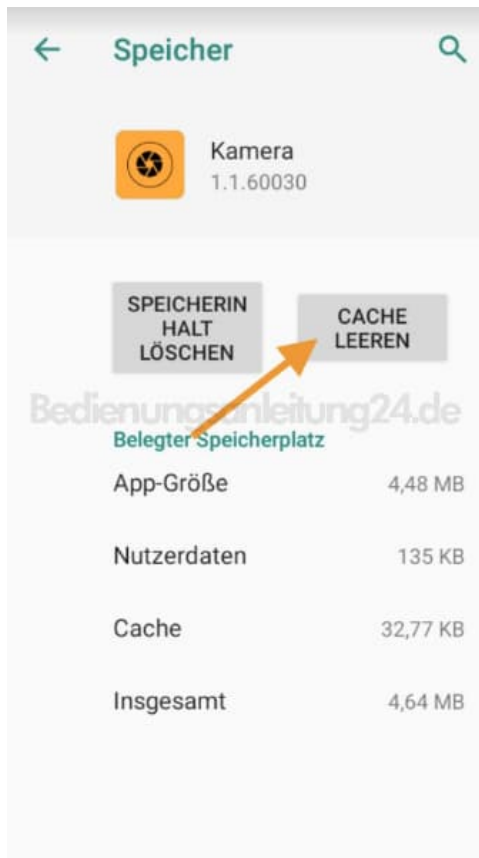 Speicher
Kamera
1.1.60030
SPEICHERIN
HALT
LÖSCHEN
CACHE
LEEREN
Bedienungsanleitung24.de
Belegter Speicherplatz
App-Größe 4,48 MB
Nutzerdaten 135 KB
Cache 32,77 KB
Insgesamt 4,64 MB